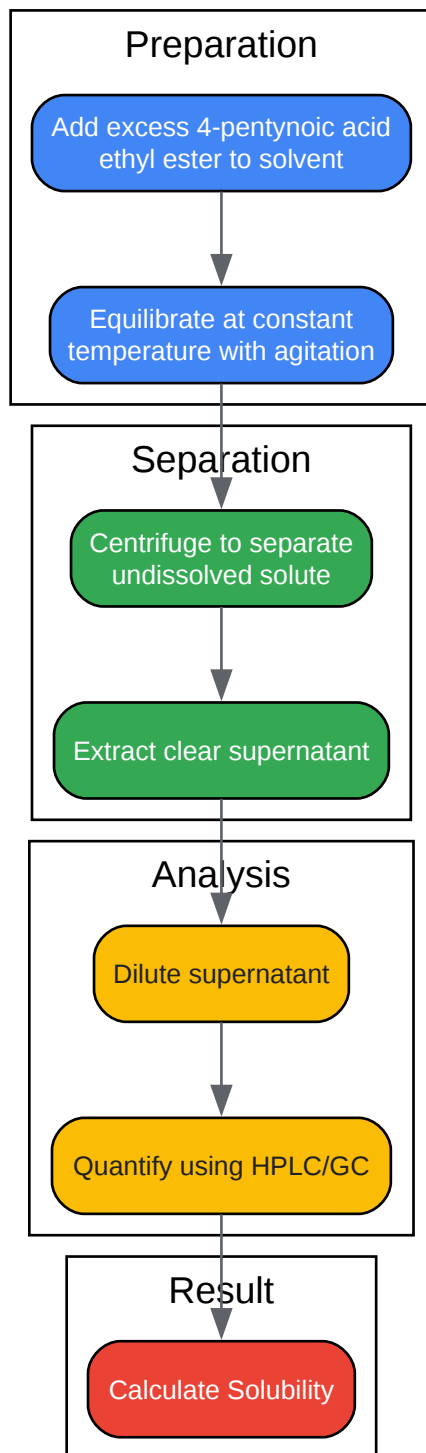 Preparation
Add excess 4-pentynoic acid
ethyl ester to solvent
Equilibrate at constant
temperature with agitation
Separation
Centrifuge to separate
undissolved solute
Extract clear supernatant
Analysis
Dilute supernatant
Quantify using HPLC/GC
Result
Calculate Solubility